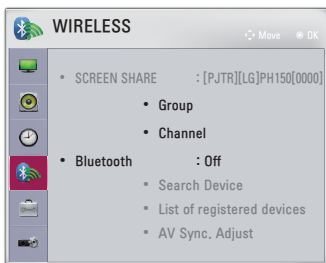 WIRELESS
Move OK
• SCREEN SHARE : [PJTR][LG]PH150[0000]
• Group
• Channel
• Bluetooth : Off
• Search Device
• List of registered devices
• AV Sync. Adjust